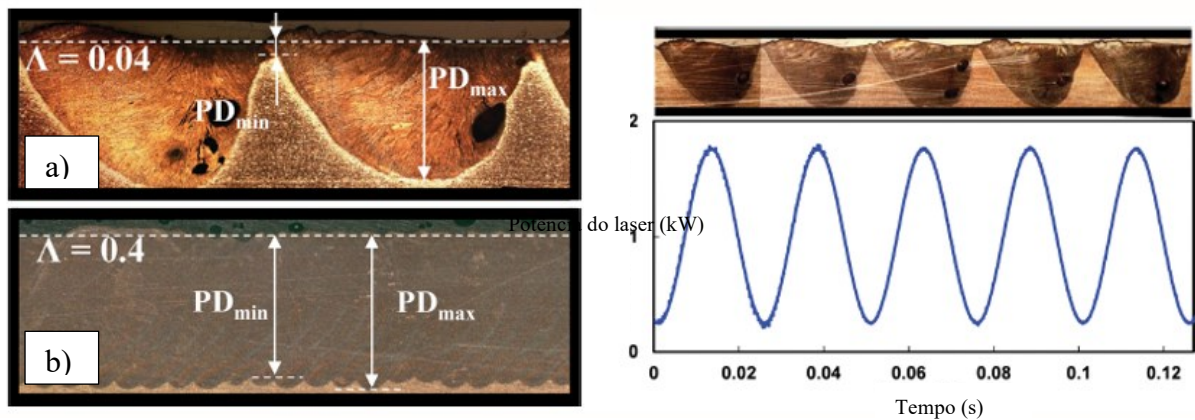 Λ = 0.04
PDmin
PDmax
a)
Λ = 0.4
PDmin
PDmax
b)
Potência do laser (kW)
2
1
0
0
0.02
0.04
0.06
0.08
0.1
0.12
Tempo (s)